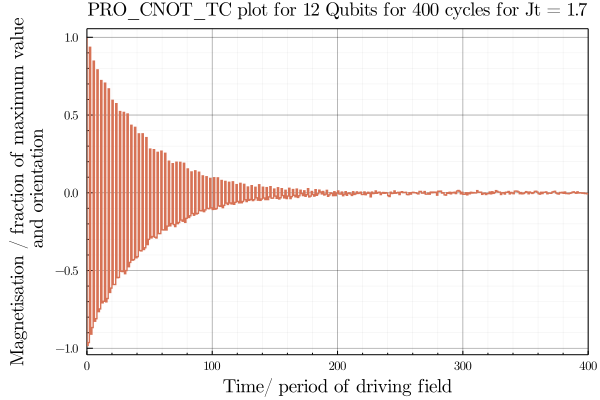 PRO_CNOT_TC plot for 12 Qubits for 400 cycles for Jt = 1.7
Magnetisation / fraction of maximum value
and orientation
1.0
0.5
0.0
−0.5
−1.0
0
100
200
300
400
Time/ period of driving field